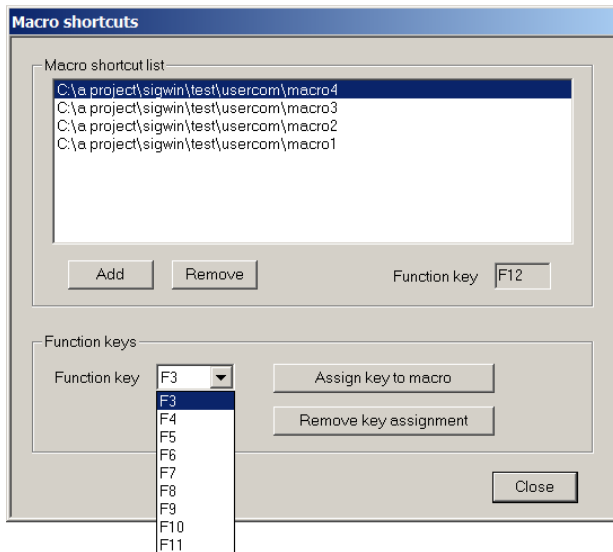 Macro shortcuts
Macro shortcut list
C:\a project\sigwin\test\usercom\macro4
C:\a project\sigwin\test\usercom\macro3
C:\a project\sigwin\test\usercom\macro2
C:\a project\sigwin\test\usercom\macro1
Add Remove Function key F12
Function keys
Function key F3 Assign key to macro
F3
F4
F5 Remove key assignment
F6
F7
F8 Close
F9
F10
F11